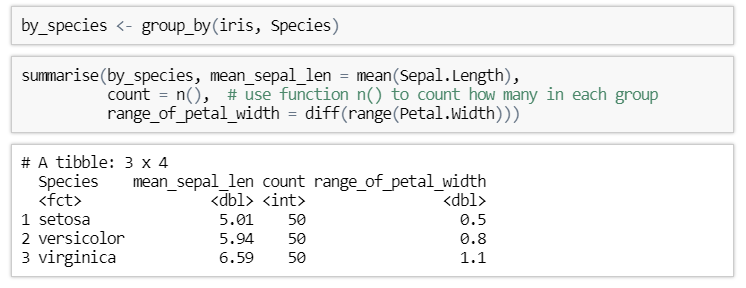 by_species <- group_by(iris, Species)
summarise(by_species, mean_sepal_len = mean(Sepal.Length),
          count = n(),  # use function n() to count how many in each group
          range_of_petal_width = diff(range(Petal.Width)))
# A tibble: 3 x 4
  Species    mean_sepal_len count range_of_petal_width
  <fct>               <dbl> <int>                <dbl>
1 setosa               5.01    50                  0.5
2 versicolor           5.94    50                  0.8
3 virginica            6.59    50                  1.1